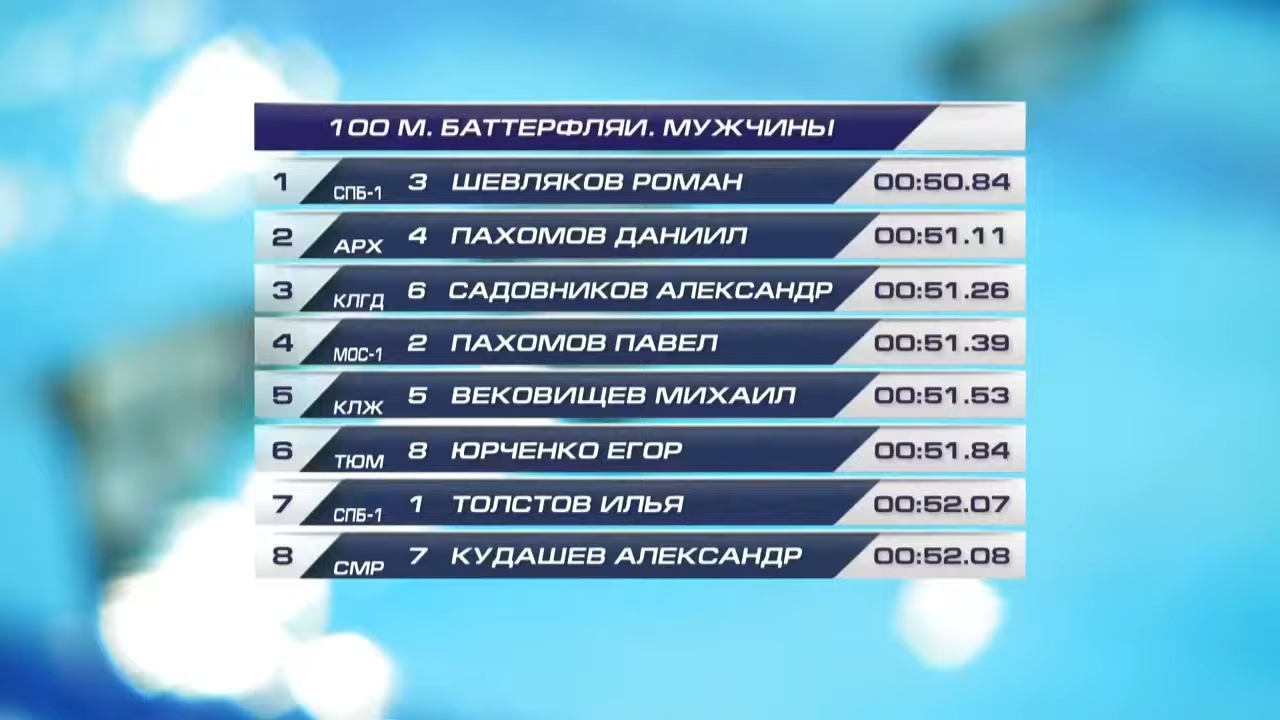 100 М. БАТТЕРФЛЯИ. МУЖЧИНЫ
1 СПБ-1 3 ШЕВЛЯКОВ РОМАН 00:50.84
2 АРХ 4 ПАХОМОВ ДАНИИЛ 00:51.11
3 КЛГД 6 САДОВНИКОВ АЛЕКСАНДР 00:51.26
4 МОС-1 2 ПАХОМОВ ПАВЕЛ 00:51.39
5 КЛЖ 5 ВЕКОВИЩЕВ МИХАИЛ 00:51.53
6 ТЮМ 8 ЮРЧЕНКО ЕГОР 00:51.84
7 СПБ-1 1 ТОЛСТОВ ИЛЬЯ 00:52.07
8 СМР 7 КУДАШЕВ АЛЕКСАНДР 00:52.08